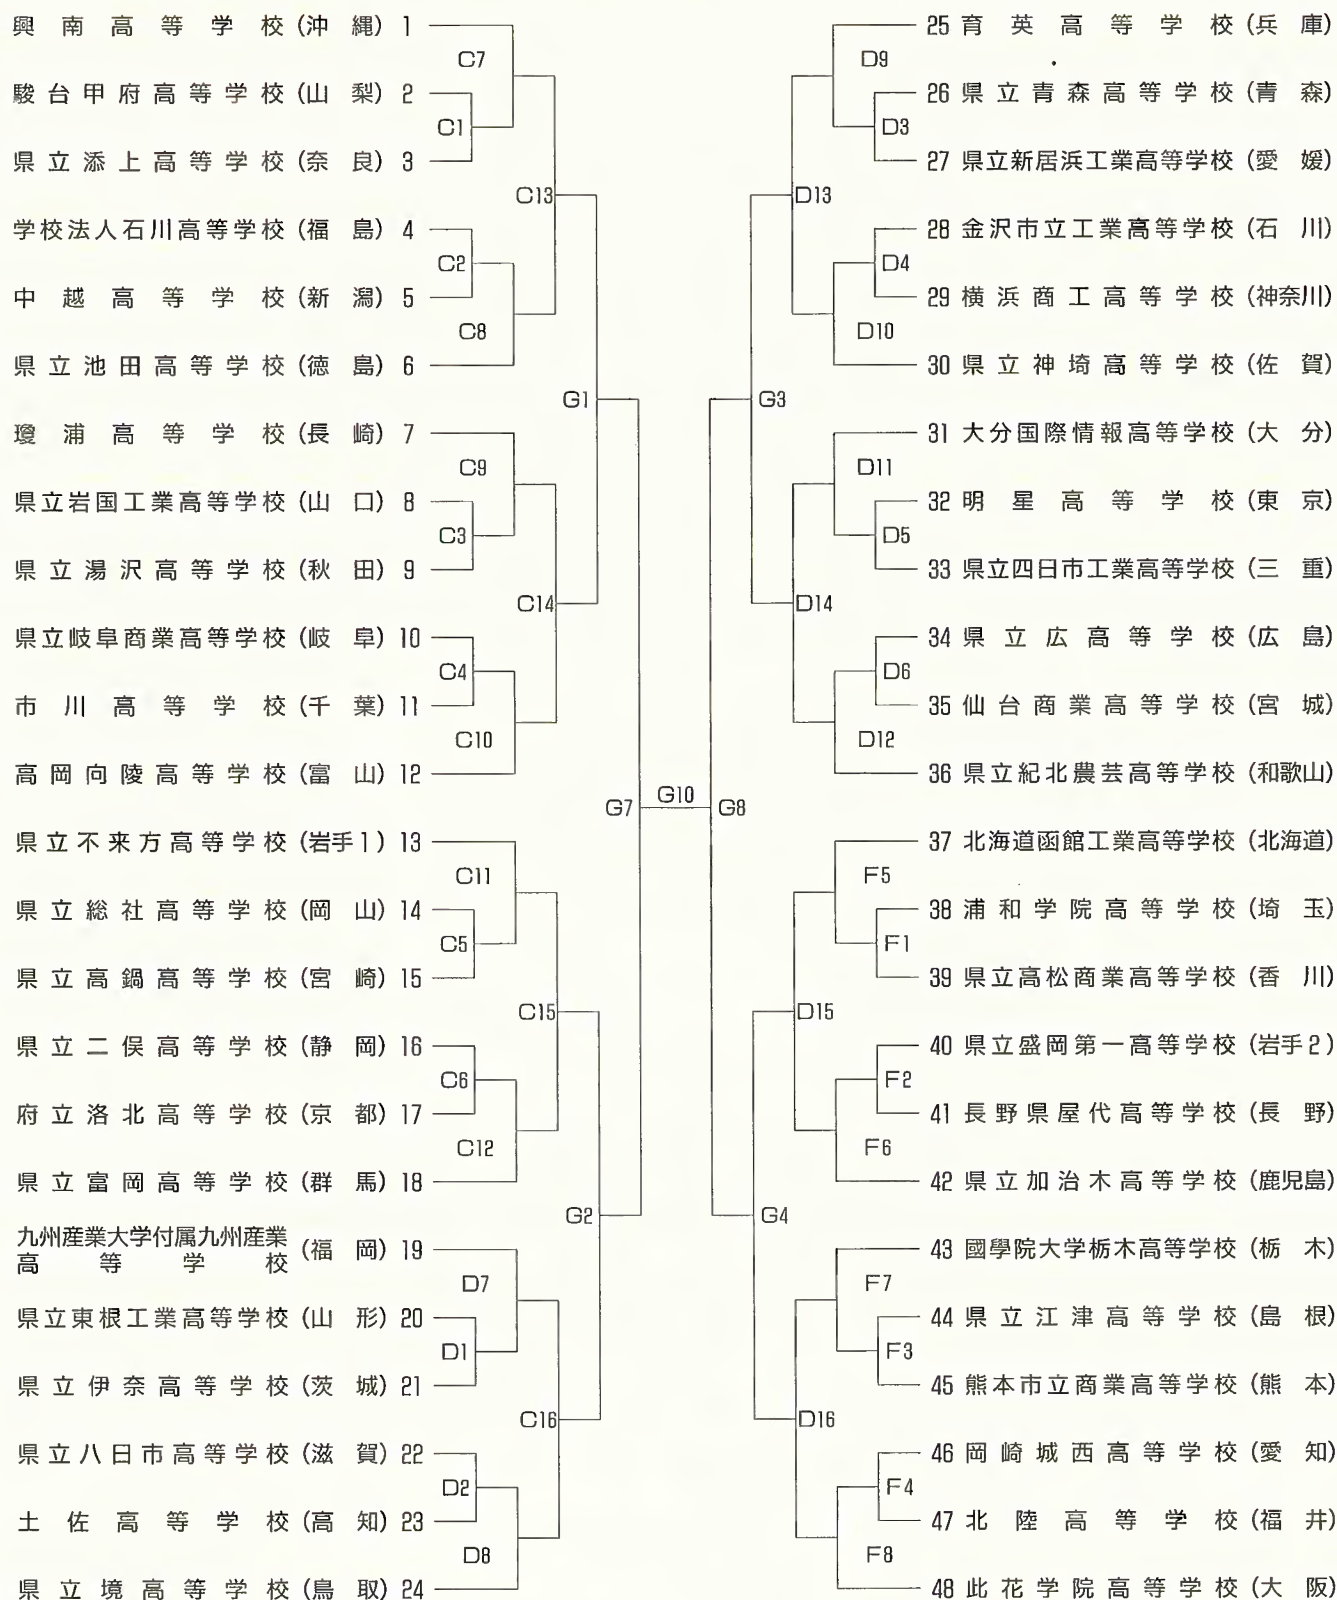 興南高等学校(沖縄) 1
駿台甲府高等学校(山梨) 2
県立添上高等学校(奈良) 3
学校法人石川高等学校(福島) 4
中越高等学校(新潟) 5
県立池田高等学校(徳島) 6
瓊浦高等学校(長崎) 7
県立岩国工業高等学校(山口) 8
県立湯沢高等学校(秋田) 9
県立岐阜商業高等学校(岐阜) 10
市川高等学校(千葉) 11
高岡向陵高等学校(富山) 12
県立不来方高等学校(岩手1) 13
県立総社高等学校(岡山) 14
県立高鍋高等学校(宮崎) 15
県立二俣高等学校(静岡) 16
府立洛北高等学校(京都) 17
県立富岡高等学校(群馬) 18
九州産業大学付属九州産業
高等学校(福岡) 19
県立東根工業高等学校(山形) 20
県立伊奈高等学校(茨城) 21
県立八日市高等学校(滋賀) 22
土佐高等学校(高知) 23
県立境高等学校(鳥取) 24
C7
C1
C13
C2
C8
G1
C9
C3
C14
C4
C10
G7
C11
C5
C15
C6
C12
G2
D7
D1
C16
D2
D8
G10
D9
D3
D13
D4
D10
G3
D11
D5
D14
D6
D12
G8
F5
F1
D15
F2
F6
G4
F7
F3
D16
F4
F8
25 育英高等学校(兵庫)
26 県立青森高等学校(青森)
27 県立新居浜工業高等学校(愛媛)
28 金沢市立工業高等学校(石川)
29 横浜商工高等学校(神奈川)
30 県立神埼高等学校(佐賀)
31 大分国際情報高等学校(大分)
32 明星高等学校(東京)
33 県立四日市工業高等学校(三重)
34 県立広高等学校(広島)
35 仙台商業高等学校(宮城)
36 県立紀北農芸高等学校(和歌山)
37 北海道函館工業高等学校(北海道)
38 浦和学院高等学校(埼玉)
39 県立高松商業高等学校(香川)
40 県立盛岡第一高等学校(岩手2)
41 長野県屋代高等学校(長野)
42 県立加治木高等学校(鹿児島)
43 國學院大学栃木高等学校(栃木)
44 県立江津高等学校(島根)
45 熊本市立商業高等学校(熊本)
46 岡崎城西高等学校(愛知)
47 北陸高等学校(福井)
48 此花学院高等学校(大阪)